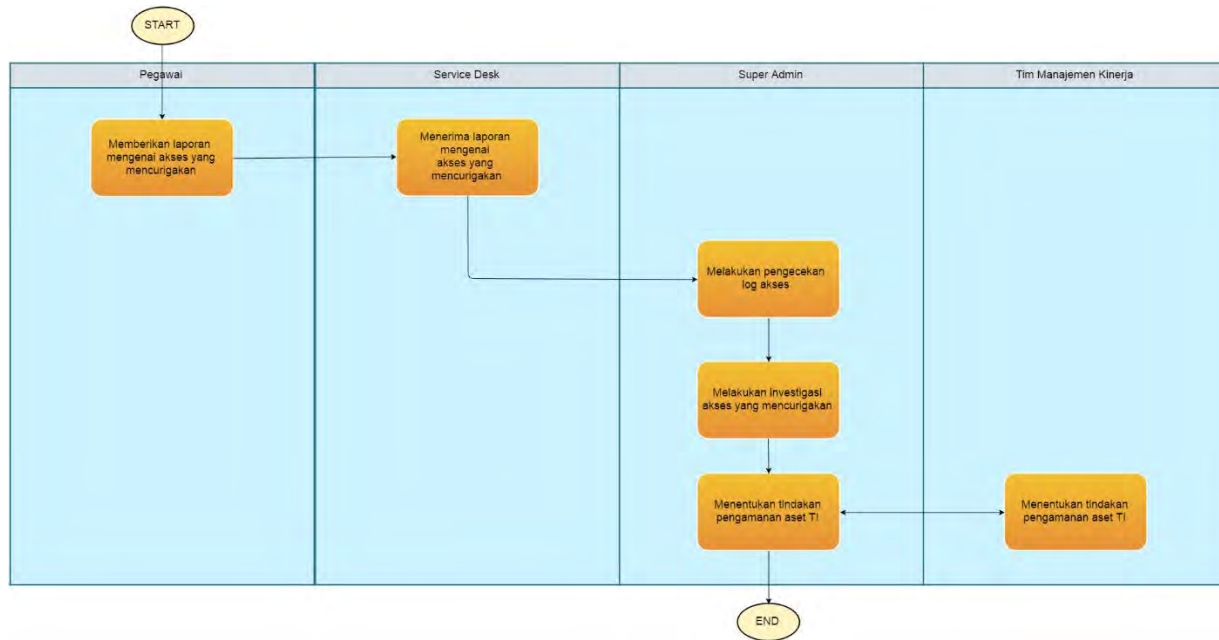 START
Pegawai
Service Desk
Super Admin
Tim Manajemen Kinerja
Memberikan laporan
mengenai akses yang
mencurigakan
Menerima laporan
mengenai
akses yang
mencurigakan
Melakukan pengecekan
log akses
Melakukan investigasi
akses yang mencurigakan
Menentukan tindakan
pengamanan aset TI
Menentukan tindakan
pengamanan aset TI
END